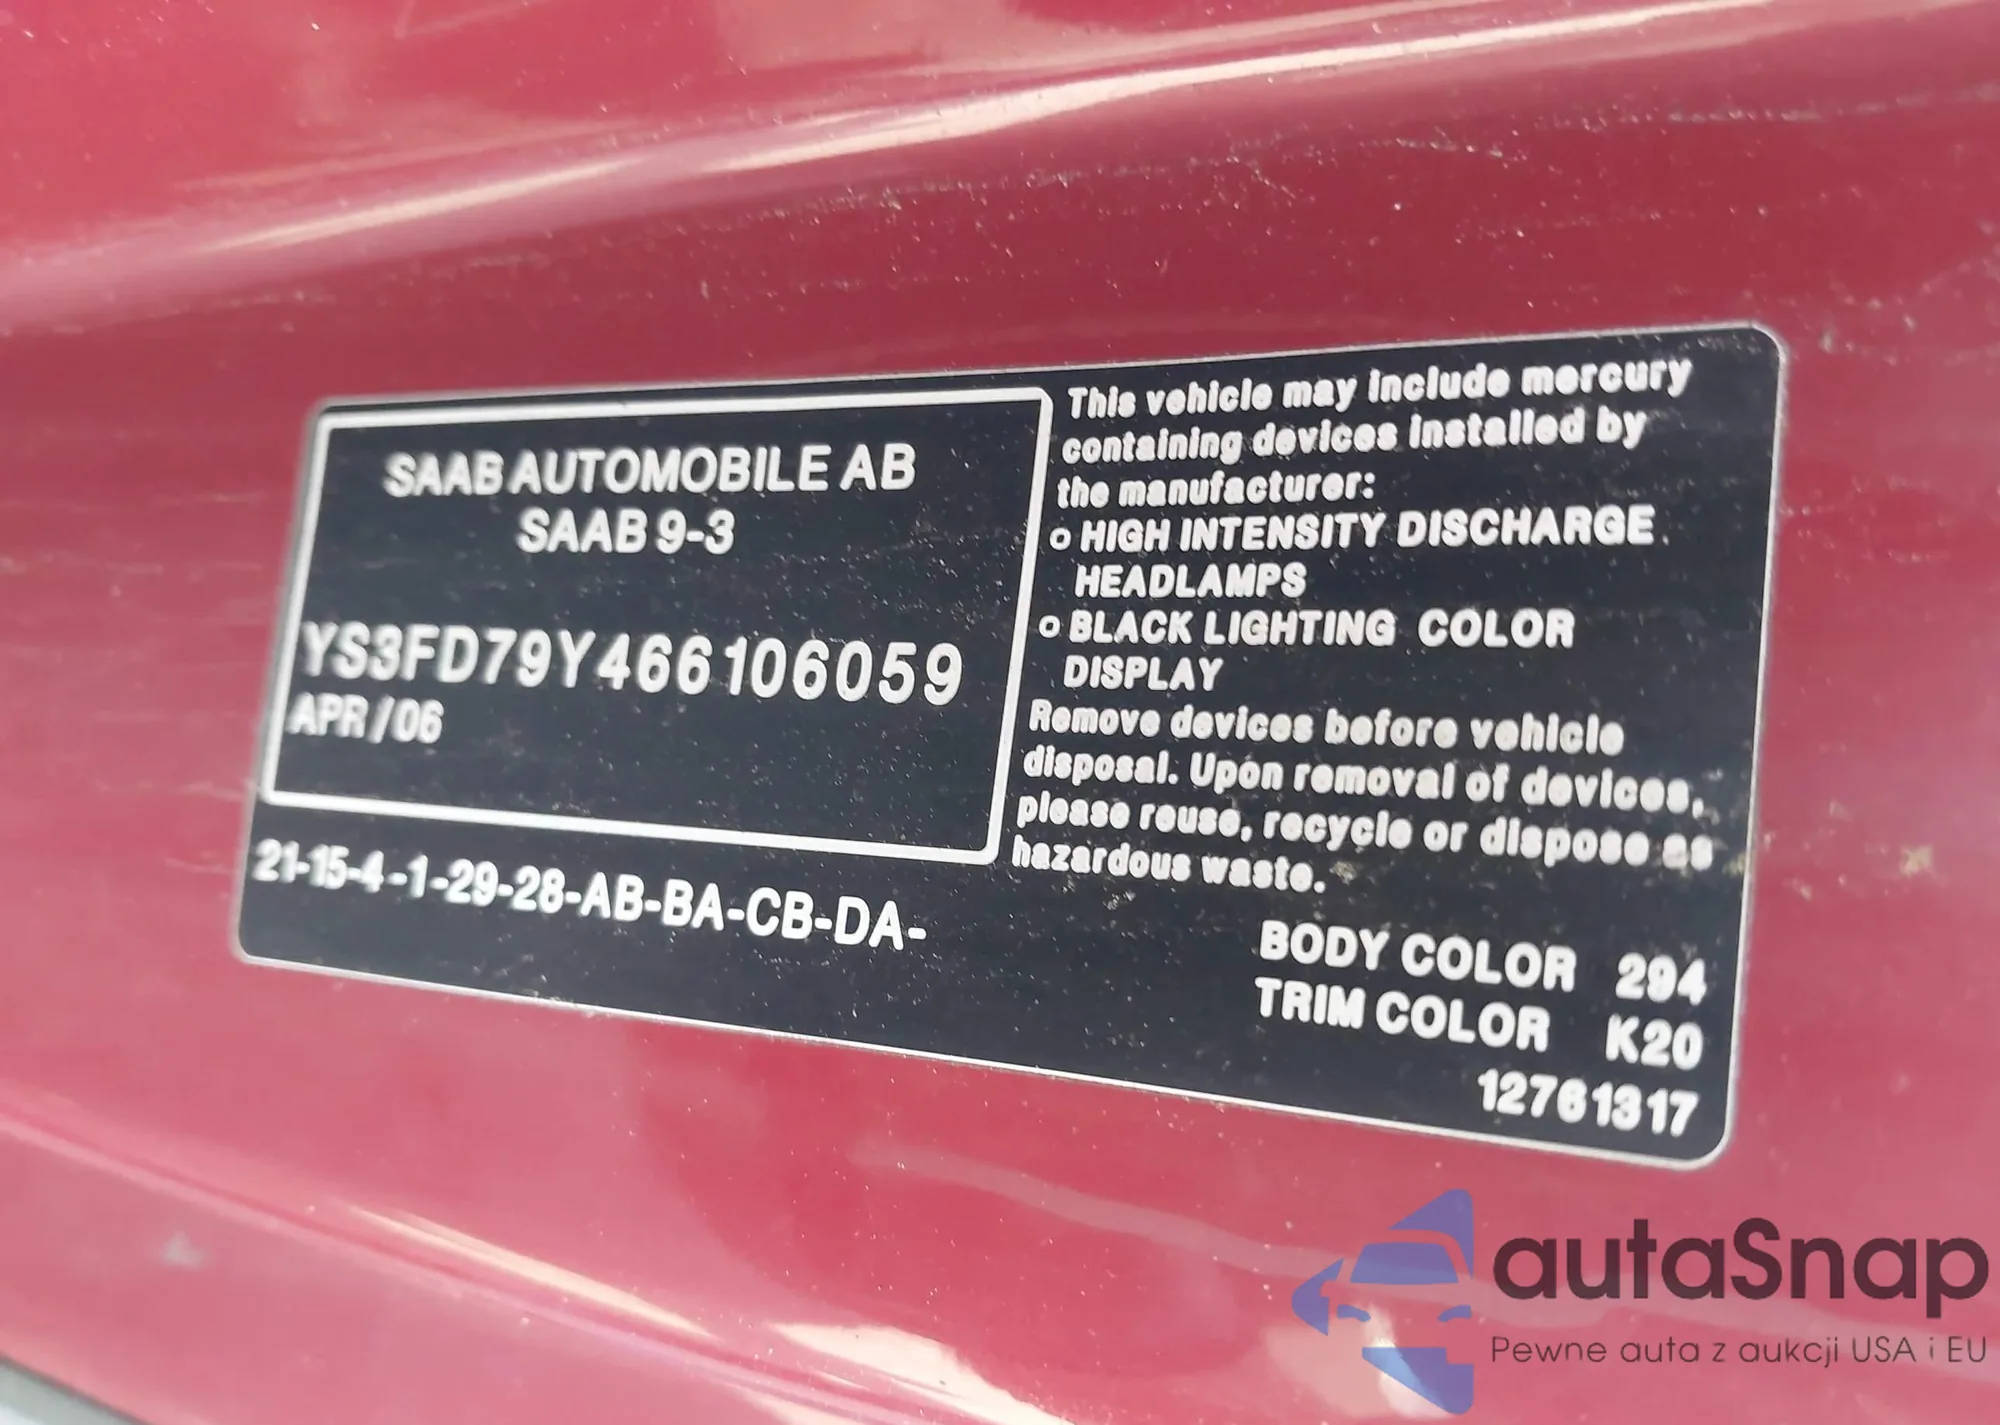 SAAB AUTOMOBILE AB
SAAB 9-3
YS3FD79Y466106059
APR/06
21-15-4-1-29-28-AB-BA-CB-DA-
This vehicle may include mercury
containing devices installed by
the manufacturer:
o HIGH INTENSITY DISCHARGE
HEADLAMPS
o BLACK LIGHTING COLOR
DISPLAY
Remove devices before vehicle
disposal. Upon removal of devices,
please reuse, recycle or dispose as
hazardous waste.
BODY COLOR 294
TRIM COLOR K20
12761317
autaSnap
Pewne auta z aukcji USA i EU